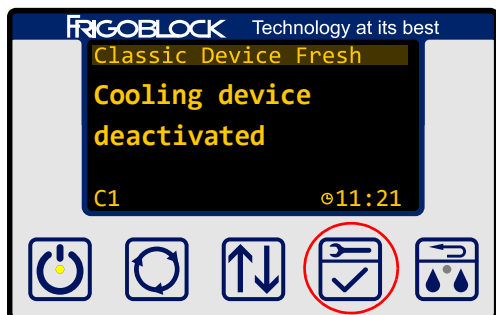 FRIGOBLOCK Technology at its best
Classic Device Fresh
Cooling device
deactivated
C1 11:21